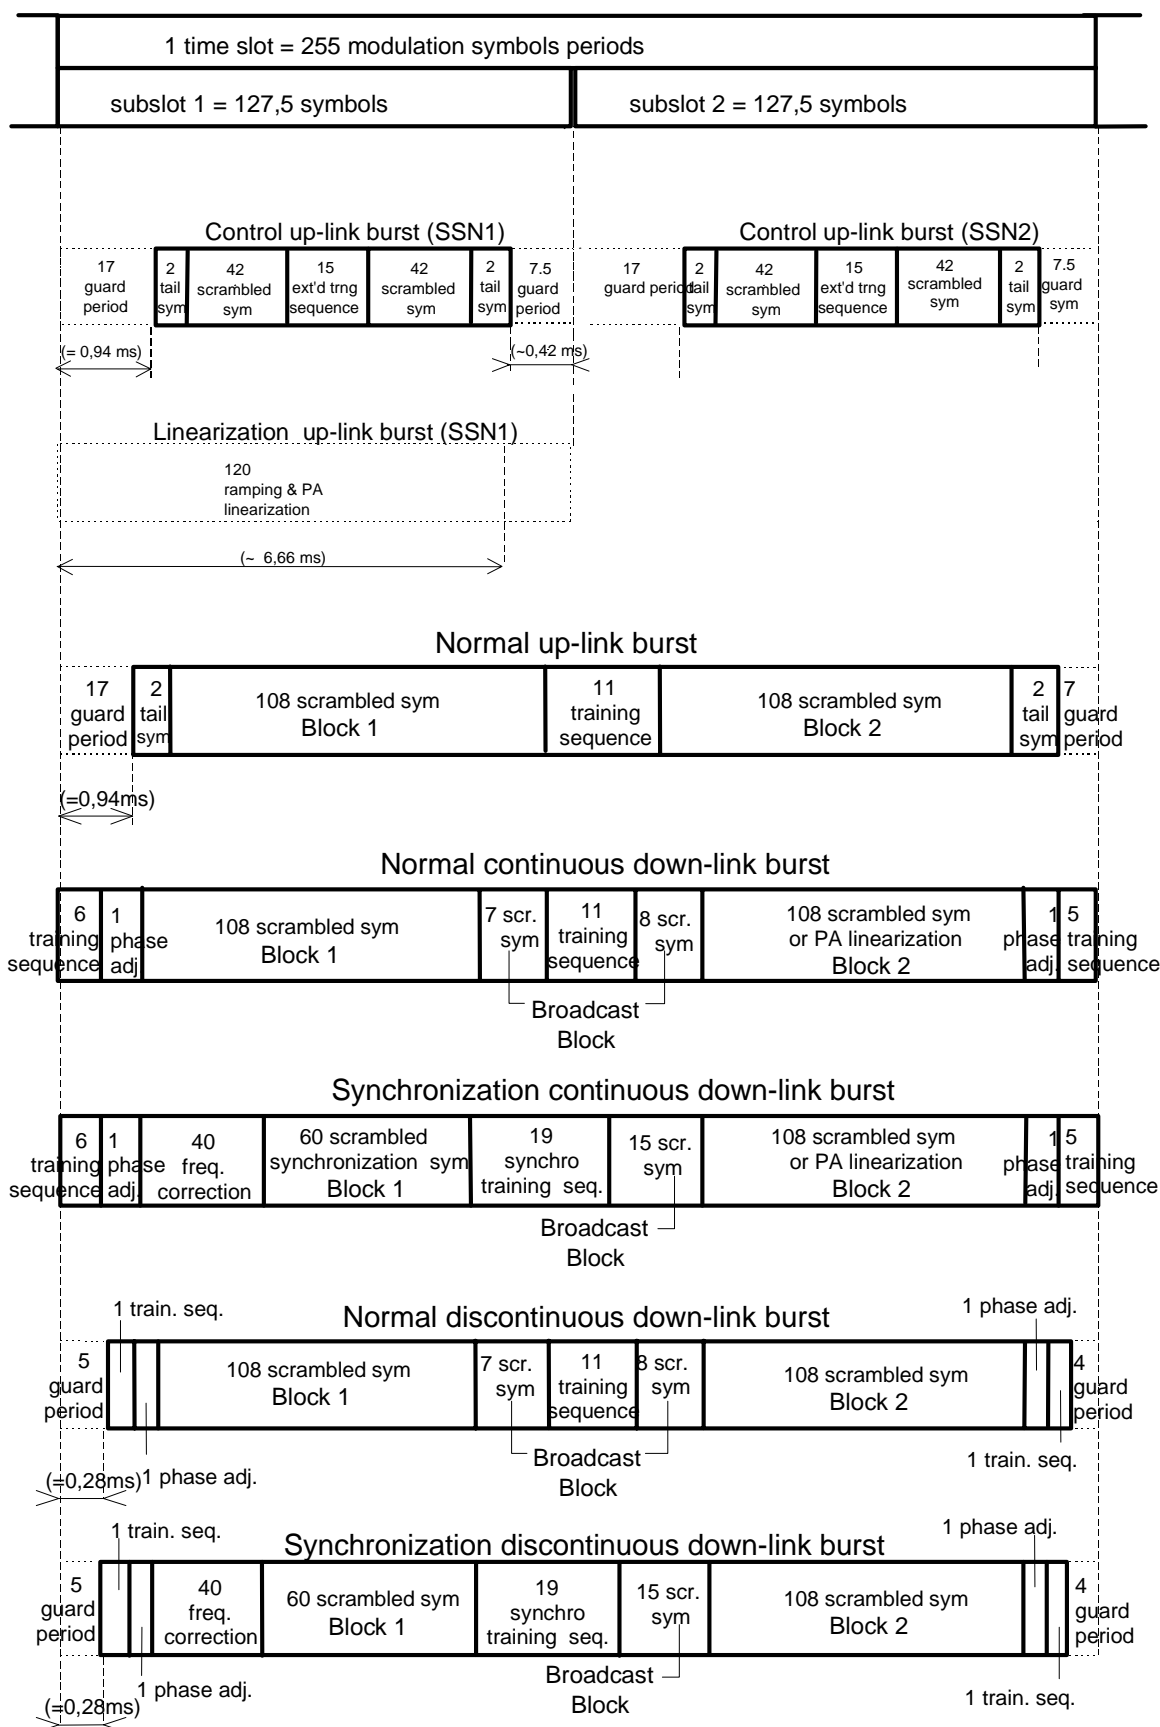 1 time slot = 255 modulation symbols periods
subslot 1 = 127,5 symbols
subslot 2 = 127,5 symbols
Control up-link burst (SSN1)
Control up-link burst (SSN2)
17
guard
period
2
tail
sym
42
scrambled
sym
15
ext'd trng
sequence
42
scrambled
sym
2
tail
sym
7.5
guard
period
17
guard period
2
tail
sym
42
scrambled
sym
15
ext'd trng
sequence
42
scrambled
sym
2
tail
sym
7.5
guard
sym
(= 0,94 ms)
(~0,42 ms)
Linearization up-link burst (SSN1)
120
ramping & PA
linearization
(~ 6,66 ms)
Normal up-link burst
17
guard
period
2
tail
sym
108 scrambled sym
Block 1
11
training
sequence
108 scrambled sym
Block 2
2
tail
sym
7
guard
period
(=0,94ms)
Normal continuous down-link burst
6
training
sequence
1
phase
adj
108 scrambled sym
Block 1
7 scr.
sym
11
training
sequence
8 scr.
sym
108 scrambled sym
or PA linearization
Block 2
1
phase
adj.
5
training
sequence
Broadcast
Block
Synchronization continuous down-link burst
6
training
sequence
1
phase
adj.
40
freq.
correction
60 scrambled
synchronization sym
Block 1
19
synchro
training seq.
15 scr.
sym
108 scrambled sym
or PA linearization
Block 2
1
phase
adj.
5
training
sequence
Broadcast
Block
1 train. seq.
Normal discontinuous down-link burst
1 phase adj.
5
guard
period
108 scrambled sym
Block 1
7 scr.
sym
11
training
sequence
8 scr.
sym
108 scrambled sym
Block 2
4
guard
period
Broadcast
Block
1 train. seq.
(=0,28ms)
1 phase adj.
1 train. seq.
Synchronization discontinuous down-link burst
1 phase adj.
5
guard
period
40
freq.
correction
60 scrambled sym
Block 1
19
synchro
training seq.
15 scr.
sym
108 scrambled sym
Block 2
4
guard
period
Broadcast
Block
1 phase adj.
1 train. seq.
(=0,28ms)